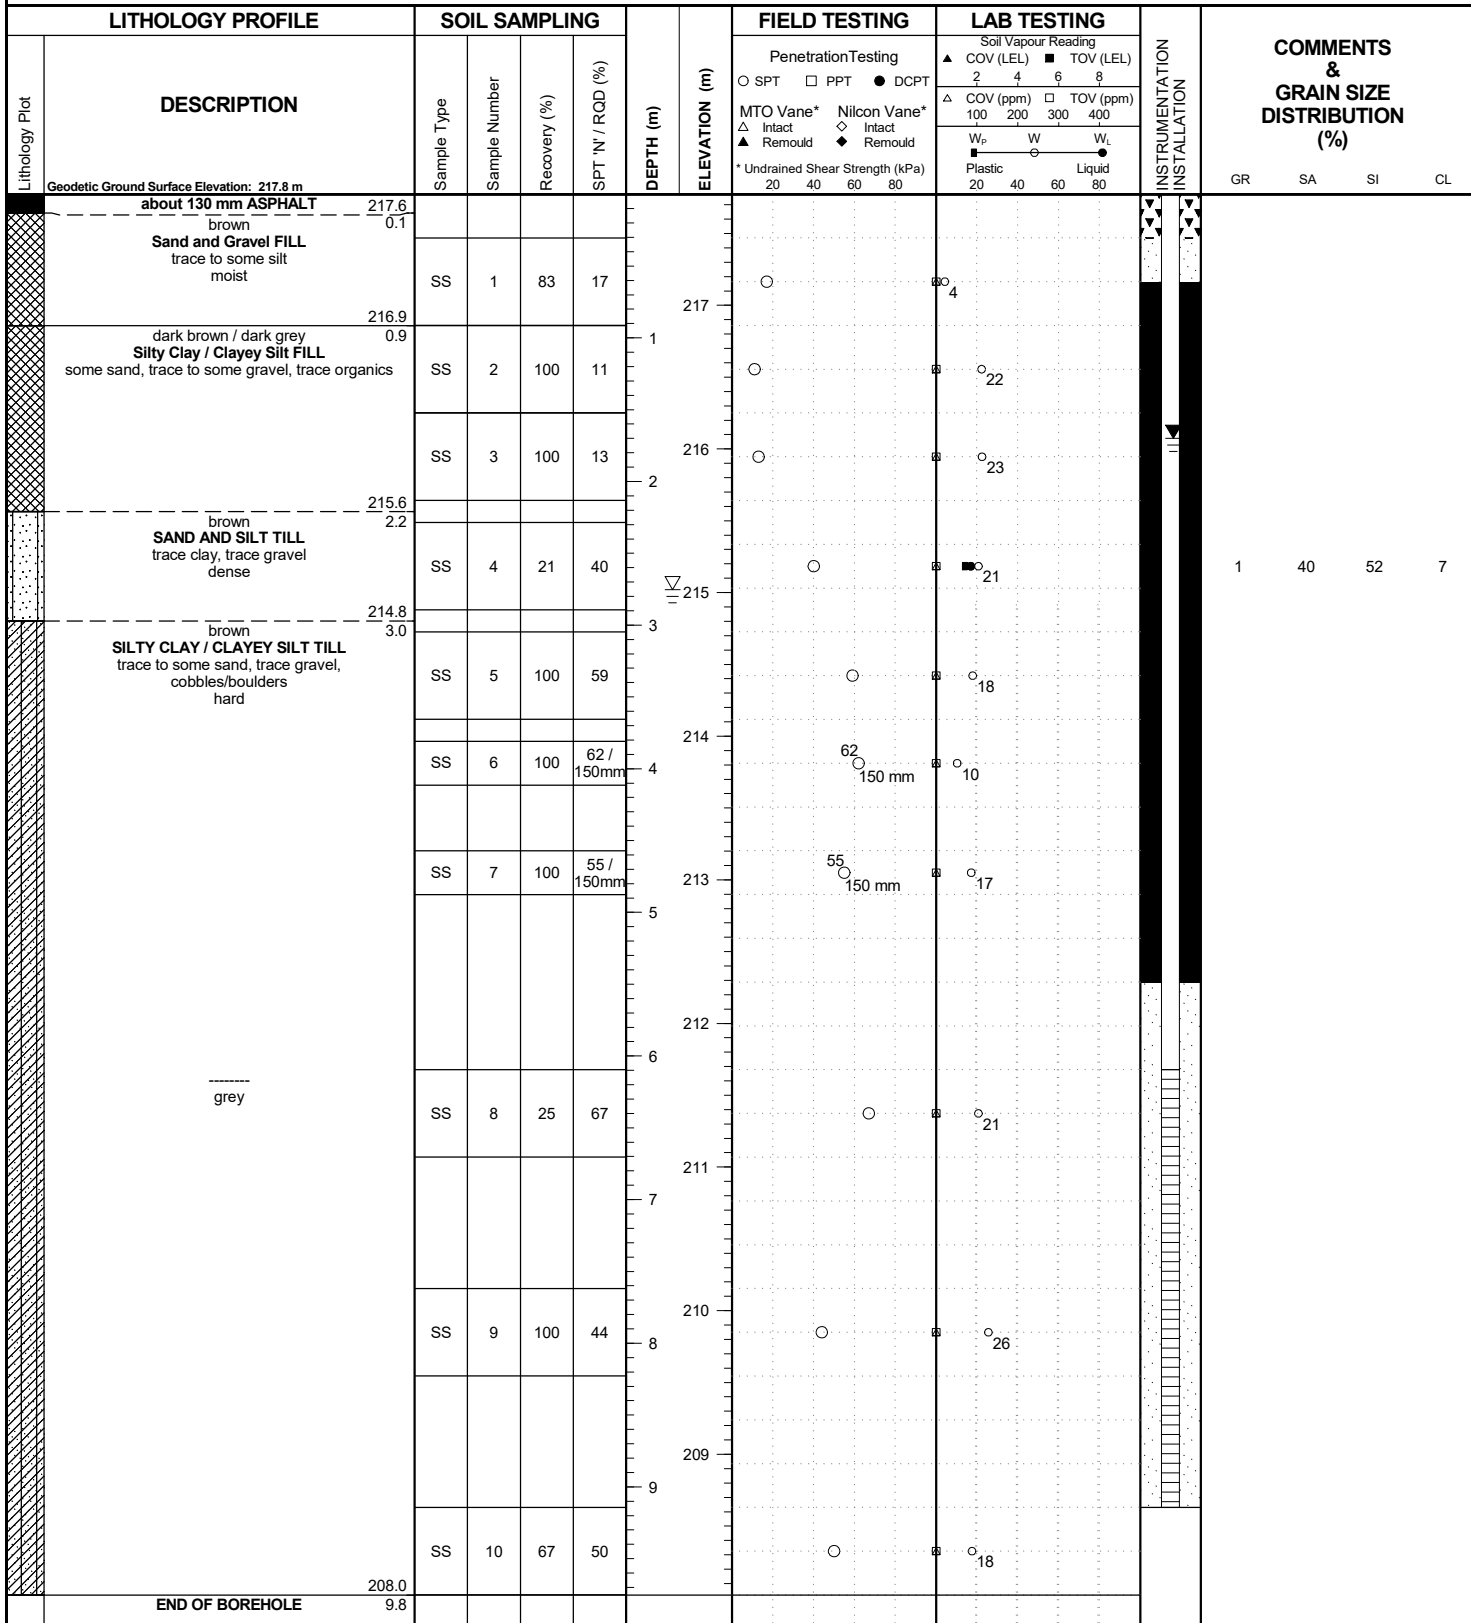 LITHOLOGY PROFILE
SOIL SAMPLING
FIELD TESTING
LAB TESTING
Lithology Plot
DESCRIPTION
Geodetic Ground Surface Elevation: 217.8 m
Sample Type
Sample Number
Recovery (%)
SPT 'N' / RQD (%)
DEPTH (m)
ELEVATION (m)
PenetrationTesting
SPT PPT DCPT
MTO Vane* Nilcon Vane*
Intact Intact
Remould Remould
* Undrained Shear Strength (kPa)
20 40 60 80
Soil Vapour Reading
COV (LEL) TOV (LEL)
2 4 6 8
COV (ppm) TOV (ppm)
100 200 300 400
WP W WL
Plastic Liquid
20 40 60 80
INSTRUMENTATION
INSTALLATION
COMMENTS
&
GRAIN SIZE
DISTRIBUTION
(%)
GR SA SI CL
about 130 mm ASPHALT 217.6
brown 0.1
Sand and Gravel FILL
trace to some silt
moist
SS 1 83 17
4
217
216.9
dark brown / dark grey 0.9
1
Silty Clay / Clayey Silt FILL
some sand, trace to some gravel, trace organics
SS 2 100 11
22
216
SS 3 100 13
23
2
215.6
brown 2.2
SAND AND SILT TILL
trace clay, trace gravel
dense
SS 4 21 40
21
1 40 52 7
215
214.8
brown 3.0
3
SILTY CLAY / CLAYEY SILT TILL
trace to some sand, trace gravel,
cobbles/boulders
hard
SS 5 100 59
18
214
SS 6 100 62 /
150mm
4
62
150 mm
10
SS 7 100 55 /
150mm
55
150 mm
17
213
5
212
6
--------
grey
SS 8 25 67
21
211
7
210
SS 9 100 44
26
8
209
9
SS 10 67 50
18
208.0
END OF BOREHOLE 9.8